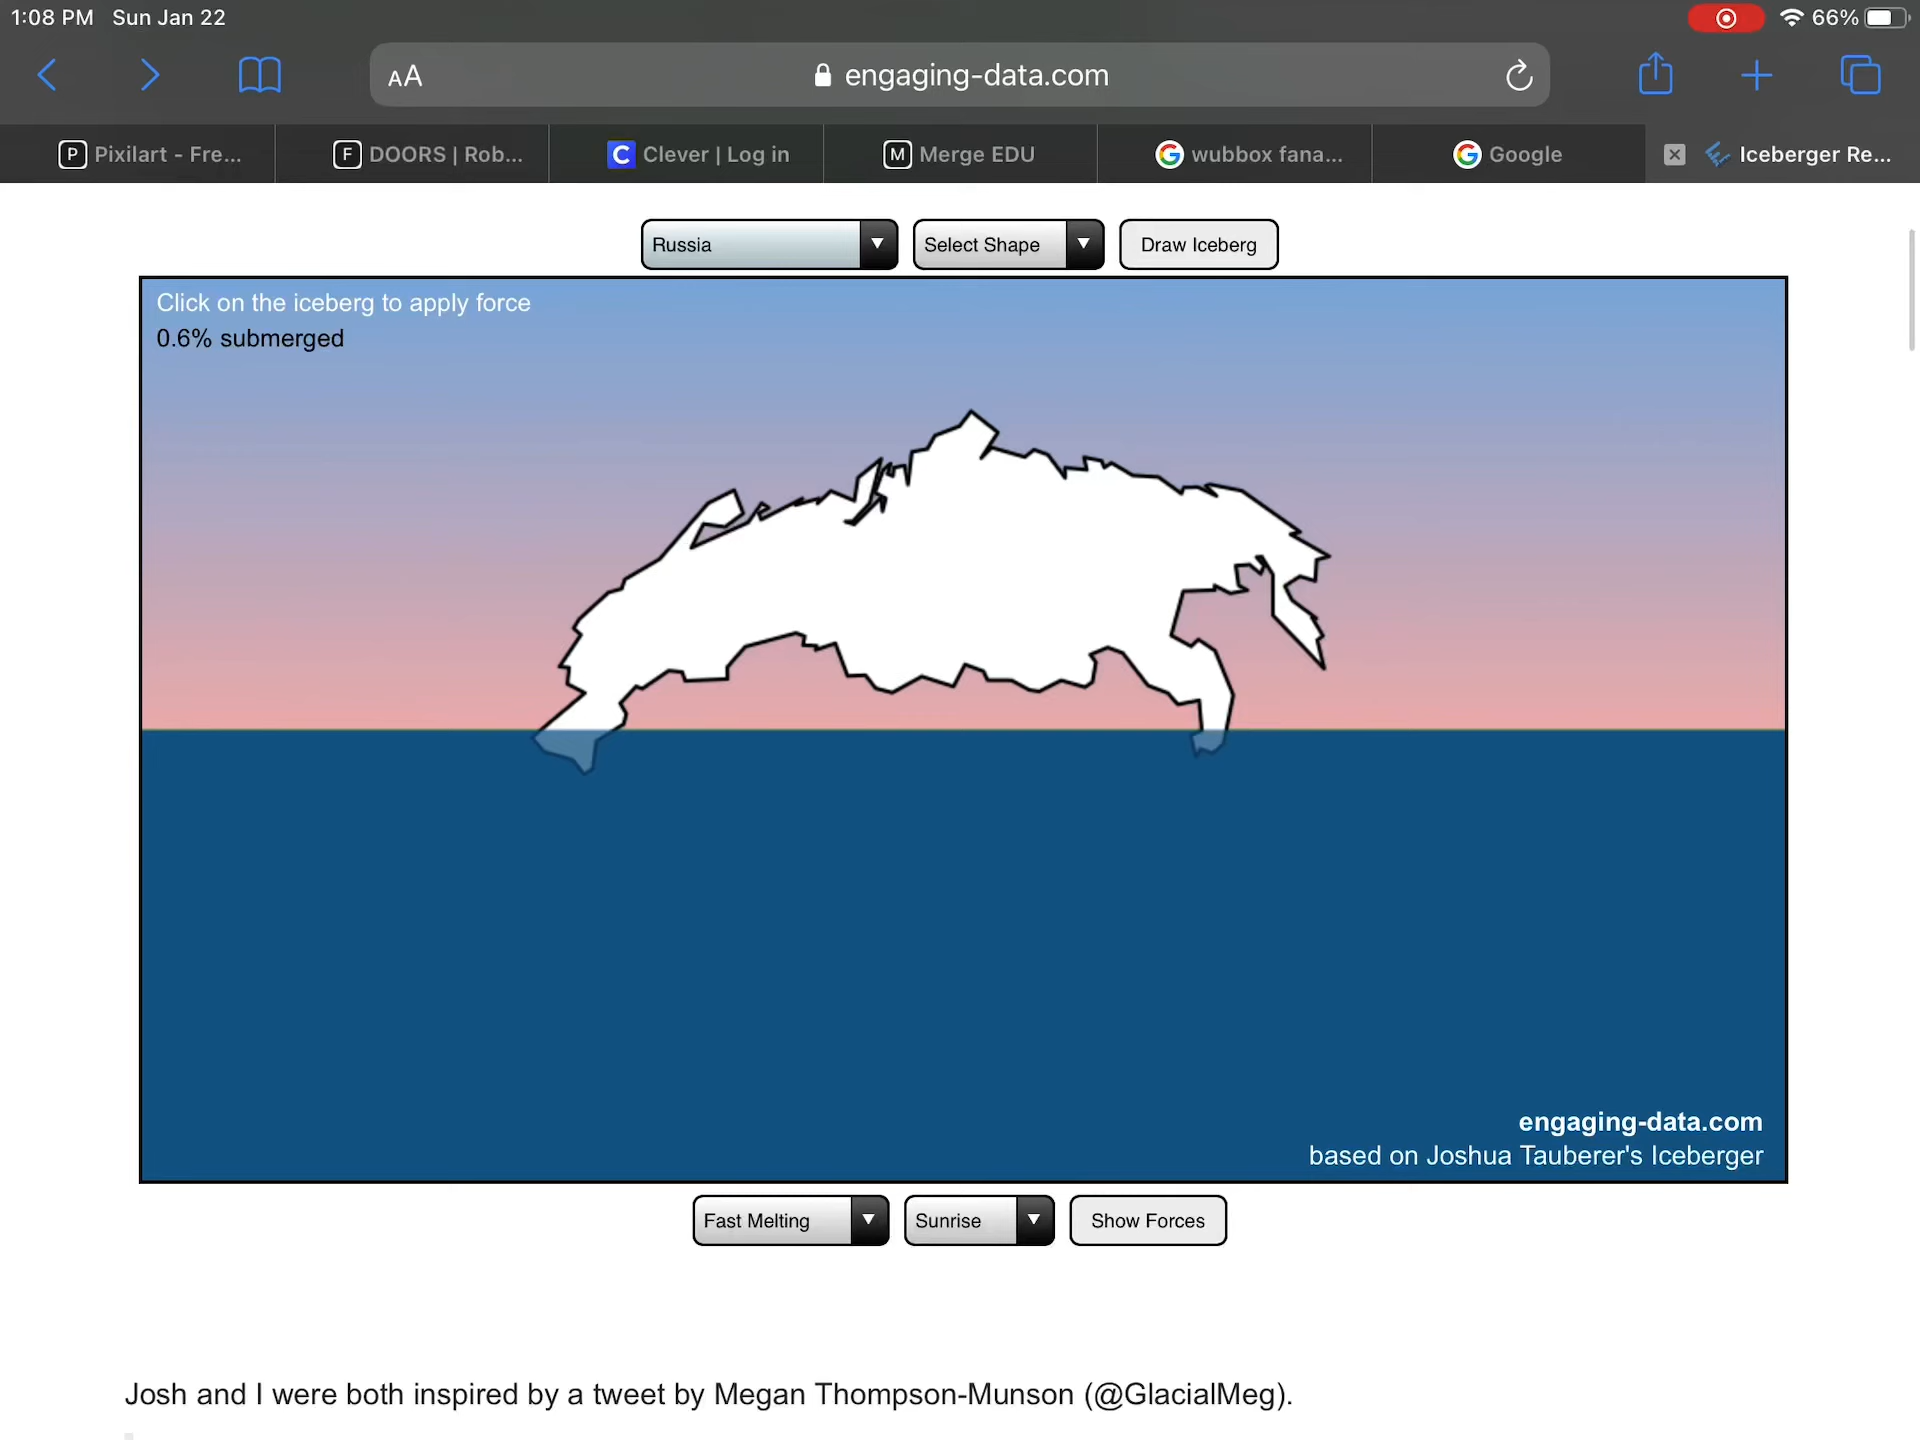 1:08 PM Sun Jan 22 66%
AA engaging-data.com
P Pixilart - Fre... F DOORS | Rob... C Clever | Log in M Merge EDU G wubbox fana... G Google Iceberger Re...
Russia Select Shape Draw Iceberg
Click on the iceberg to apply force
0.6% submerged
engaging-data.com
based on Joshua Tauberer's Iceberger
Fast Melting Sunrise Show Forces
Josh and I were both inspired by a tweet by Megan Thompson-Munson (@GlacialMeg).